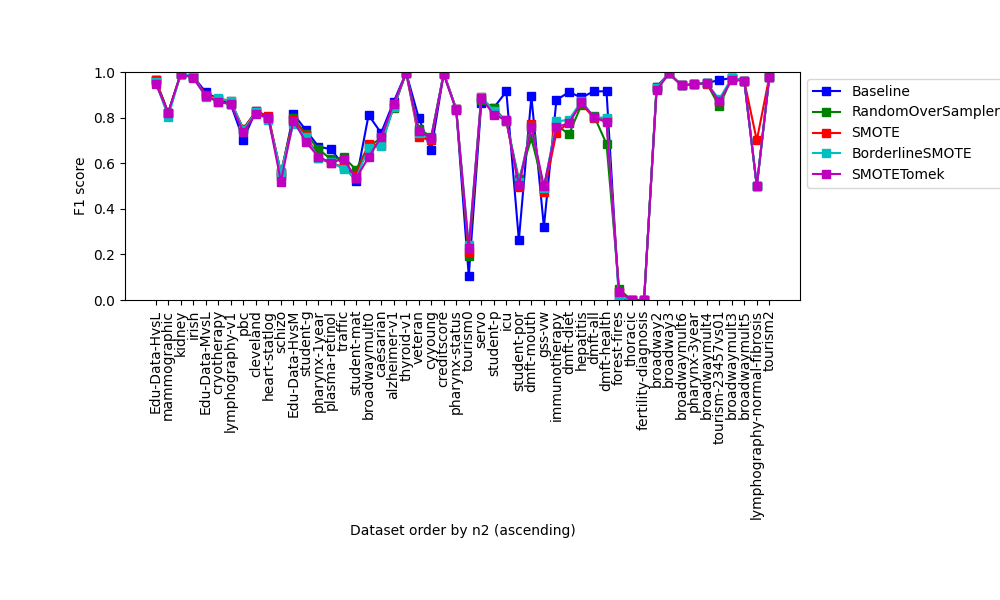 1.0
0.8
0.6
0.4
0.2
0.0
F1 score
Baseline
RandomOverSampler
SMOTE
BorderlineSMOTE
SMOTETomek
Edu-Data-HvsL
mammographic
kidney
irish
Edu-Data-MvsL
cryotherapy
lymphography-v1
pbc
cleveland
heart-statlog
schizo
Edu-Data-HvsM
student-g
pharynx-1year
plasma-retinol
traffic
student-mat
broadwaymult0
caesarian
alzheimer-v1
thyroid-v1
veteran
cyyoung
creditscore
pharynx-status
tourism0
servo
student-p
icu
student-por
dmft-mouth
gss-vw
immunotherapy
dmft-diet
hepatitis
dmft-all
dmft-health
forest-fires
thoracic
fertility-diagnosis
broadway2
broadway3
broadwaymult6
pharynx-3year
broadwaymult4
tourism-23457vs01
broadwaymult3
broadwaymult5
lymphography-normal-fibrosis
tourism2
Dataset order by n2 (ascending)